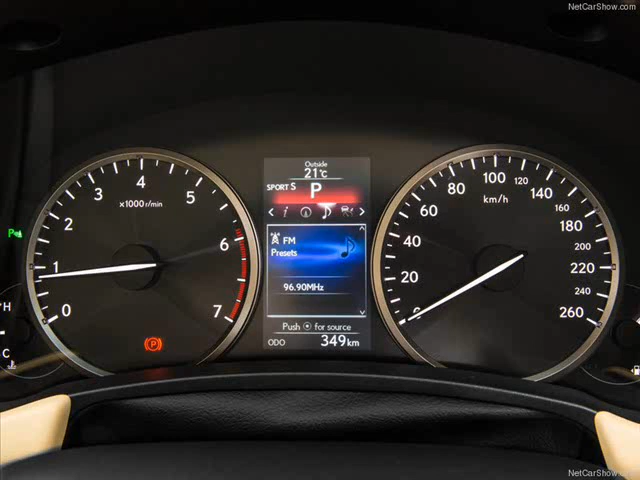 NetCarShow.com
0
1
2
3
4
5
6
7
x1000r/min
P
(P)
H
C
Outside
21°C
SPORT S
P
< i >
FM
Presets
96.90MHz
Push for source
ODO 349 km
0
20
40
60
80
100
120
140
160
180
200
220
240
260
km/h
NetCarShow.com